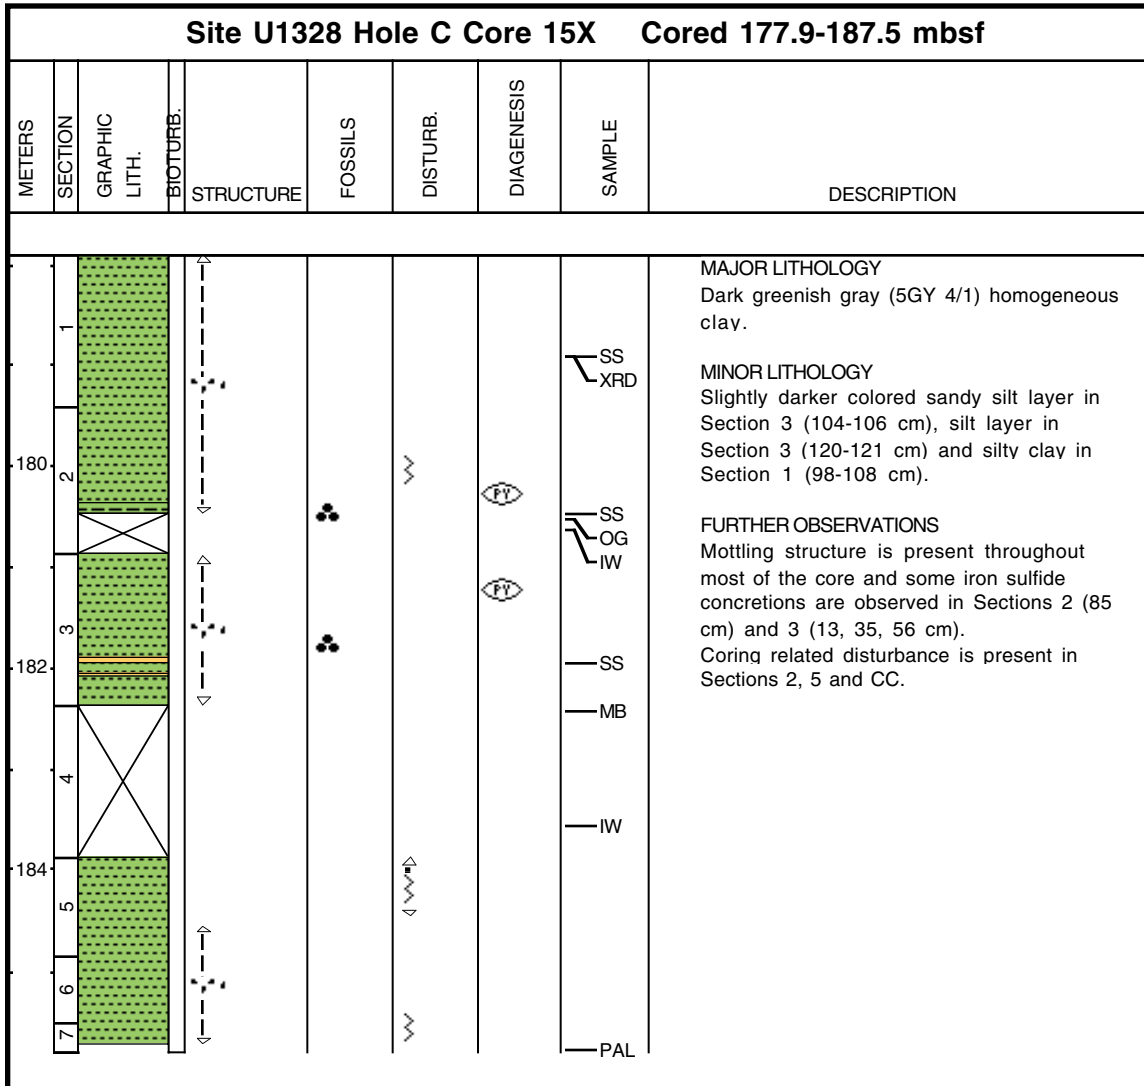 Site U1328 Hole C Core 15X Cored 177.9-187.5 mbsf
METERS
SECTION
GRAPHIC
LITH.
BIOTURB.
STRUCTURE
FOSSILS
DISTURB.
DIAGENESIS
SAMPLE
DESCRIPTION
1
2
3
4
5
6
7
180
182
184
PY
PY
SS
XRD
SS
OG
IW
SS
MB
IW
PAL
MAJOR LITHOLOGY
Dark greenish gray (5GY 4/1) homogeneous
clay.
MINOR LITHOLOGY
Slightly darker colored sandy silt layer in
Section 3 (104-106 cm), silt layer in
Section 3 (120-121 cm) and silty clay in
Section 1 (98-108 cm).
FURTHER OBSERVATIONS
Mottling structure is present throughout
most of the core and some iron sulfide
concretions are observed in Sections 2 (85
cm) and 3 (13, 35, 56 cm).
Coring related disturbance is present in
Sections 2, 5 and CC.